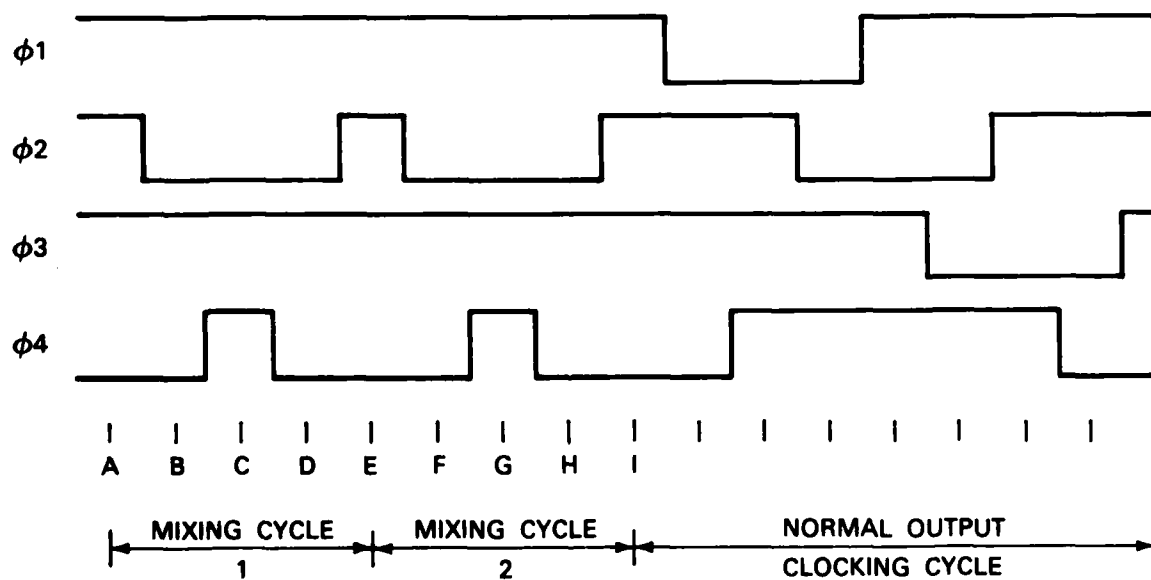 ϕ1
ϕ2
ϕ3
ϕ4
A B C D E F G H I
MIXING CYCLE 1
MIXING CYCLE 2
NORMAL OUTPUT
CLOCKING CYCLE